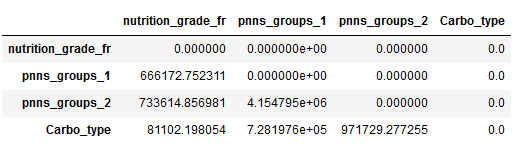 nutrition_grade_fr pnns_groups_1 pnns_groups_2 Carbo_type
nutrition_grade_fr 0.000000 0.000000e+00 0.000000 0.0
pnns_groups_1 666172.752311 0.000000e+00 0.000000 0.0
pnns_groups_2 733614.856981 4.154795e+06 0.000000 0.0
Carbo_type 81102.198054 7.281976e+05 971729.277255 0.0